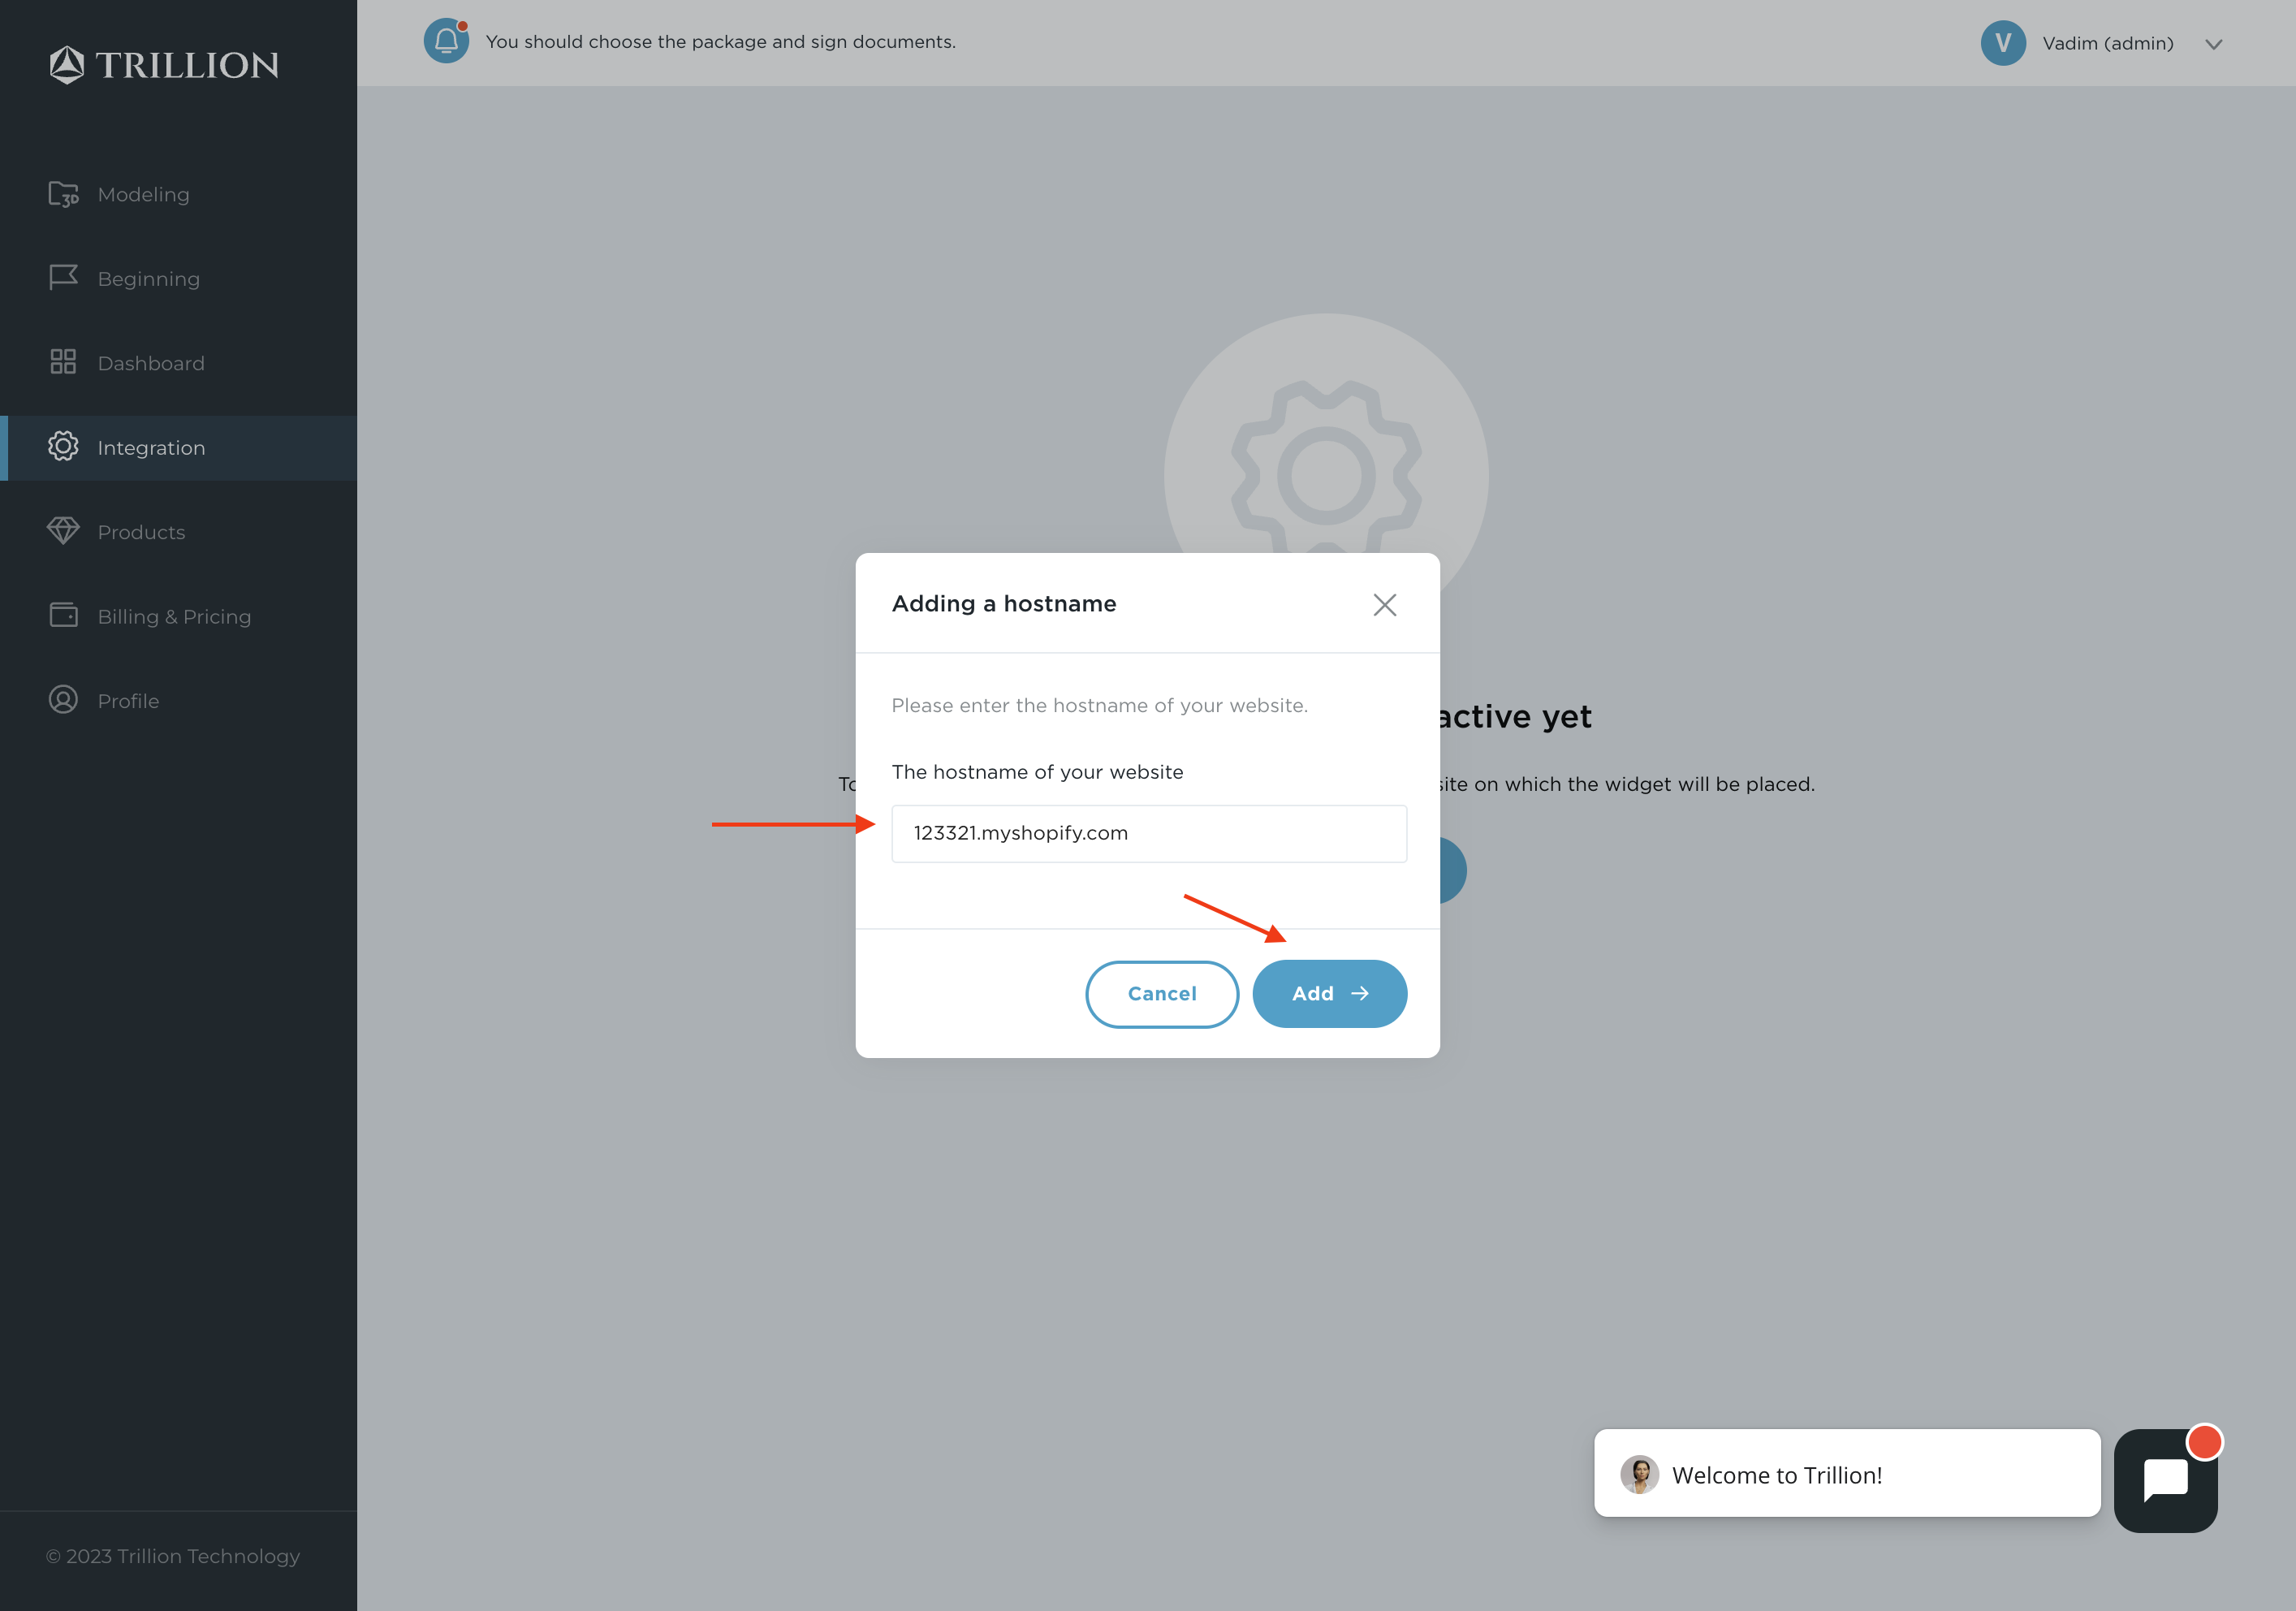 TRILLION
You should choose the package and sign documents.
V
Vadim (admin)
3D
Modeling
Beginning
Dashboard
Integration
Products
Billing & Pricing
Profile
© 2023 Trillion Technology
active yet
To
site on which the widget will be placed.
Adding a hostname
Please enter the hostname of your website.
The hostname of your website
123321.myshopify.com
Cancel
Add
Welcome to Trillion!